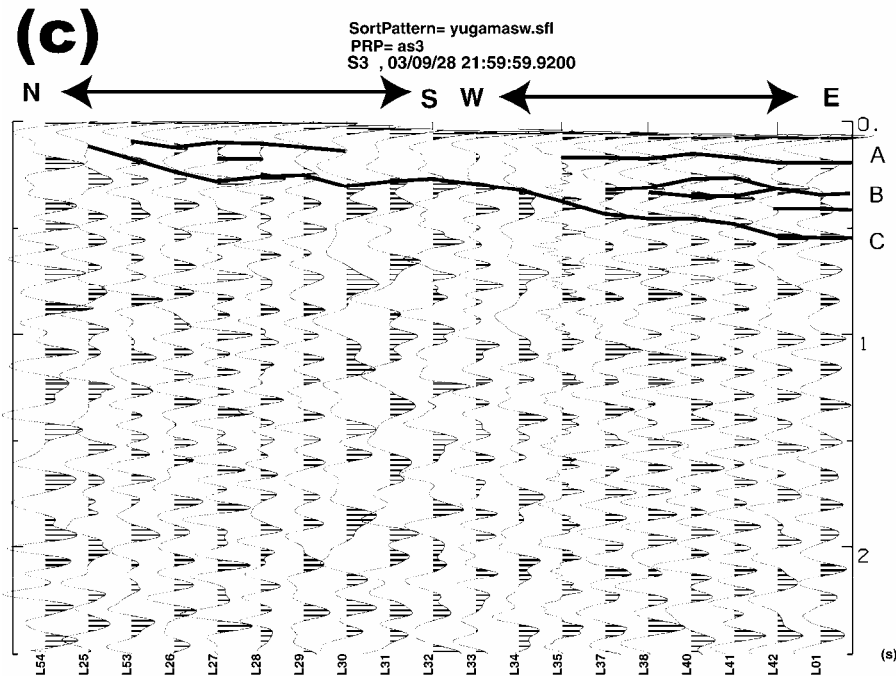 (c)
SortPattern= yugamasw.sfl
PRP= as3
S3 , 03/09/28 21:59:59.9200
N S W E
0.
A
B
C
1
2
(s)
L54 L25 L53 L26 L27 L28 L29 L30 L31 L32 L33 L34 L35 L37 L38 L40 L41 L42 L01